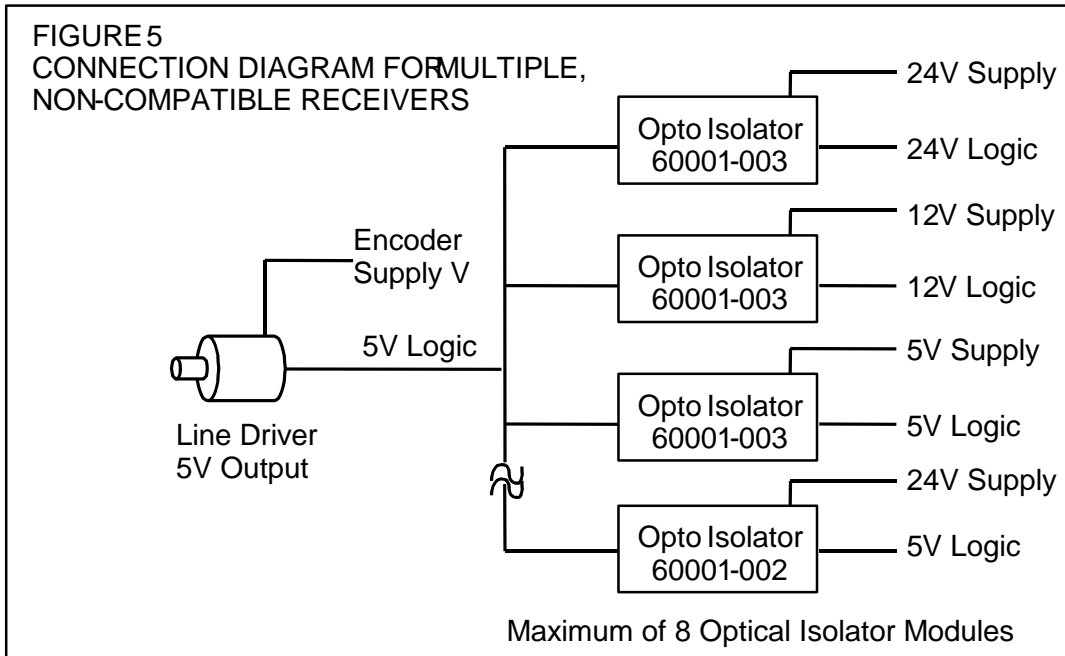 FIGURE 5
CONNECTION DIAGRAM FOR MULTIPLE,
NON-COMPATIBLE RECEIVERS
24V Supply
Opto Isolator
60001-003
24V Logic
12V Supply
Encoder
Supply V
Opto Isolator
60001-003
12V Logic
5V Logic
5V Supply
Opto Isolator
60001-003
5V Logic
Line Driver
5V Output
24V Supply
Opto Isolator
60001-002
5V Logic
Maximum of 8 Optical Isolator Modules